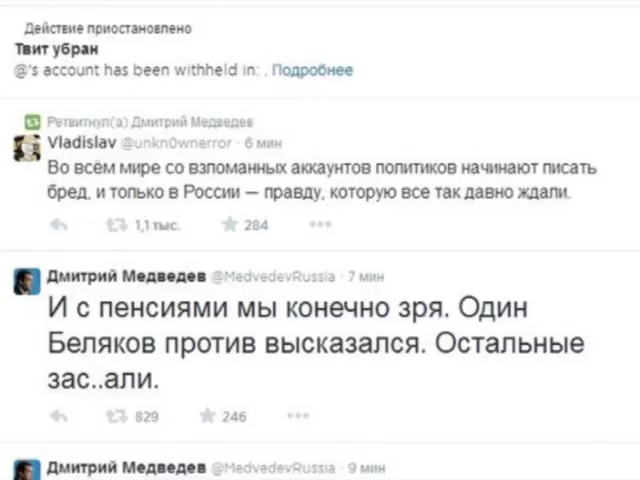 Действие приостановлено
Твит убран
@'s account has been withheld in: . Подробнее
Ретвитнул(а) Дмитрий Медведев
Vladislav @unkn0wnerror · 6 мин
Во всём мире со взломанных аккаунтов политиков начинают писать
бред, и только в России — правду, которую все так давно ждали.
1,1 тыс. 284
Дмитрий Медведев @MedvedevRussia · 7 мин
И с пенсиями мы конечно зря. Один
Беляков против высказался. Остальные
зас..али.
829 246
Дмитрий Медведев @MedvedevRussia · 9 мин